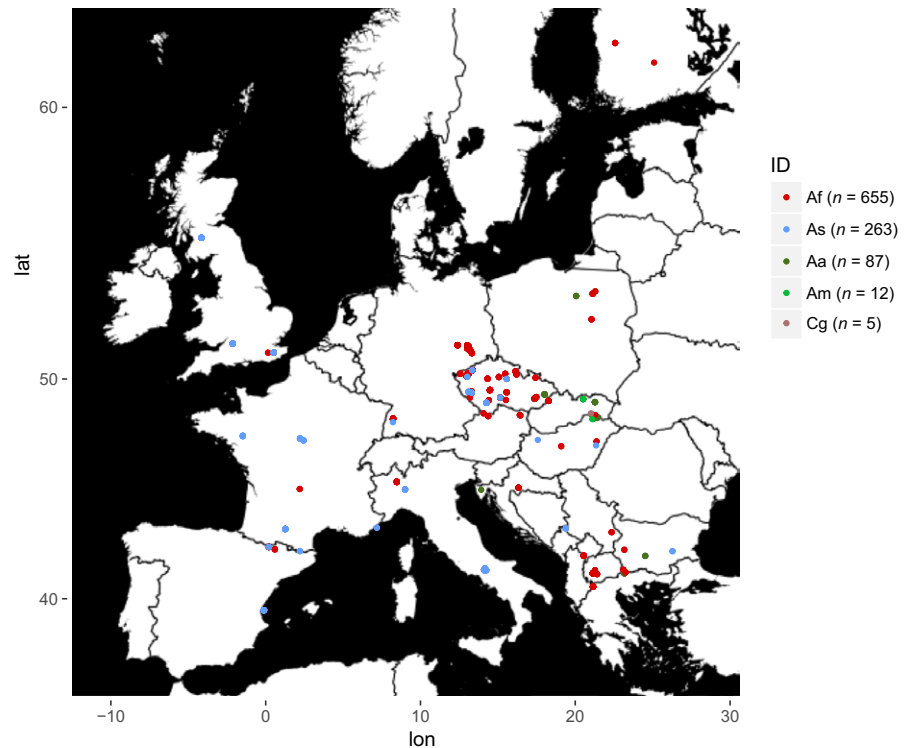 60
50
40
lat
−10
0
10
20
30
lon
ID
Af (n = 655)
As (n = 263)
Aa (n = 87)
Am (n = 12)
Cg (n = 5)